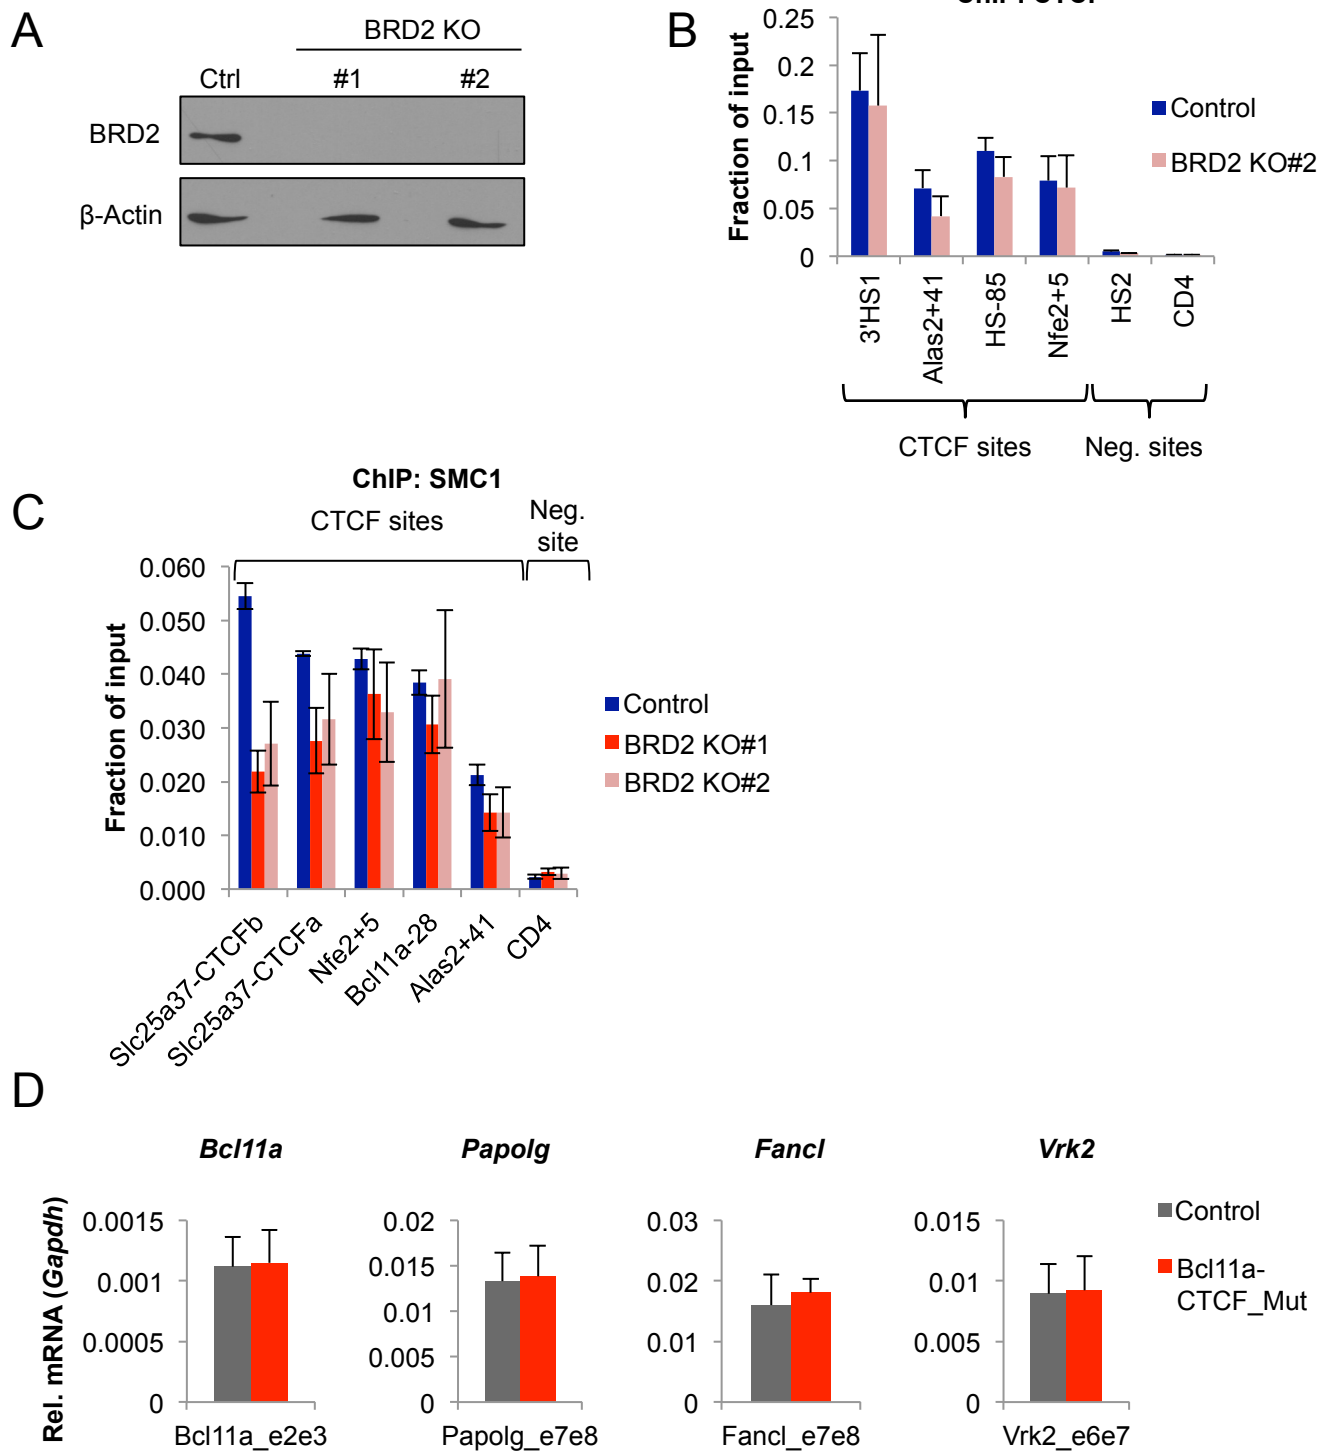 A
BRD2 KO
Ctrl #1 #2
BRD2
β-Actin
B
Fraction of input
0.25
0.2
0.15
0.1
0.05
0
Control
BRD2 KO#2
3'HS1
Alas2+41
HS-85
Nfe2+5
HS2
CD4
CTCF sites
Neg. sites
C
ChIP: SMC1
CTCF sites
Neg.
site
Fraction of input
0.060
0.050
0.040
0.030
0.020
0.010
0.000
Control
BRD2 KO#1
BRD2 KO#2
Slc25a37-CTCFb
Slc25a37-CTCFa
Nfe2+5
Bcl11a-28
Alas2+41
CD4
D
Rel. mRNA (Gapdh)
Bcl11a
0.0015
0.001
0.0005
0
Bcl11a_e2e3
Papolg
0.02
0.015
0.01
0.005
0
Papolg_e7e8
Fancl
0.03
0.02
0.01
0
Fancl_e7e8
Vrk2
0.015
0.01
0.005
0
Vrk2_e6e7
Control
Bcl11a-
CTCF_Mut